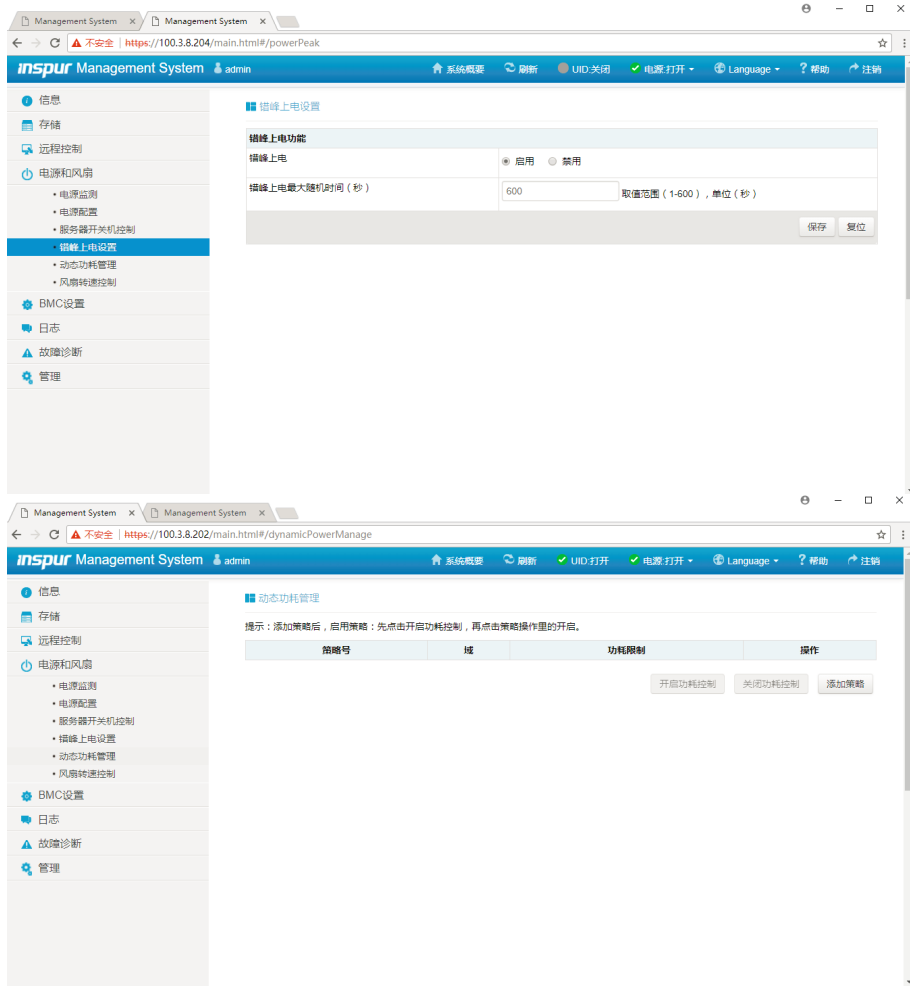 Management System × Management System ×
不安全 | https://100.3.8.204/main.html#/powerPeak
inspur Management System admin 系统概要 刷新 UID:关闭 电源:打开 Language ? 帮助 注销
信息
错峰上电设置
存储
错峰上电功能
远程控制
错峰上电 启用 禁用
电源和风扇
错峰上电最大随机时间(秒) 600 取值范围(1-600),单位(秒)
• 电源监测
• 电源配置
• 服务器开关机控制
保存 复位
• 错峰上电设置
• 动态功耗管理
• 风扇转速控制
BMC设置
日志
故障诊断
管理
Management System × Management System ×
不安全 | https://100.3.8.202/main.html#/dynamicPowerManage
inspur Management System admin 系统概要 刷新 UID:打开 电源:打开 Language ? 帮助 注销
信息
动态功耗管理
存储
提示:添加策略后,启用策略:先点击开启功耗控制,再点击策略操作里的开启。
远程控制
策略号 域 功耗限制 操作
电源和风扇
• 电源监测
开启功耗控制 关闭功耗控制 添加策略
• 电源配置
• 服务器开关机控制
• 错峰上电设置
• 动态功耗管理
• 风扇转速控制
BMC设置
日志
故障诊断
管理